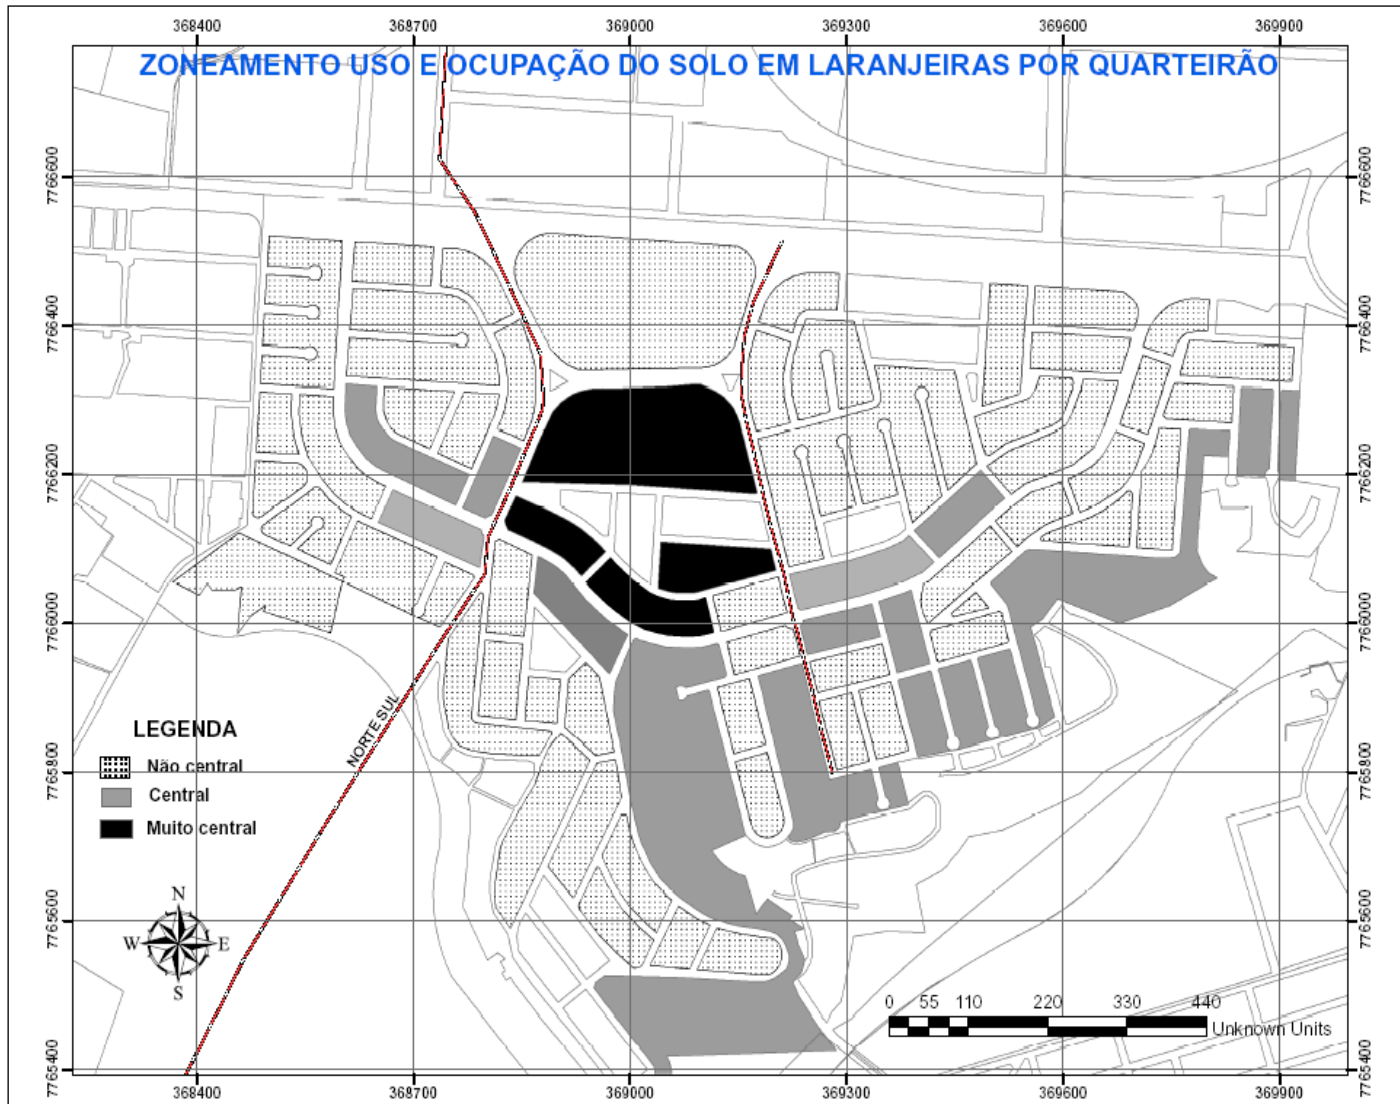 368400 368700 369000 369300 369600 369900
ZONEAMENTO USO E OCUPAÇÃO DO SOLO EM LARANJEIRAS POR QUARTEIRÃO
7766600 7766600
7766400 7766400
7766200 7766200
7766000 7766000
NORTE SUL
LEGENDA
Não central
7765800 7765800
Central
Muito central
N
W E
S
7765600 7765600
0 55 110 220 330 440
Unknown Units
7765400 7765400
368400 368700 369000 369300 369600 369900